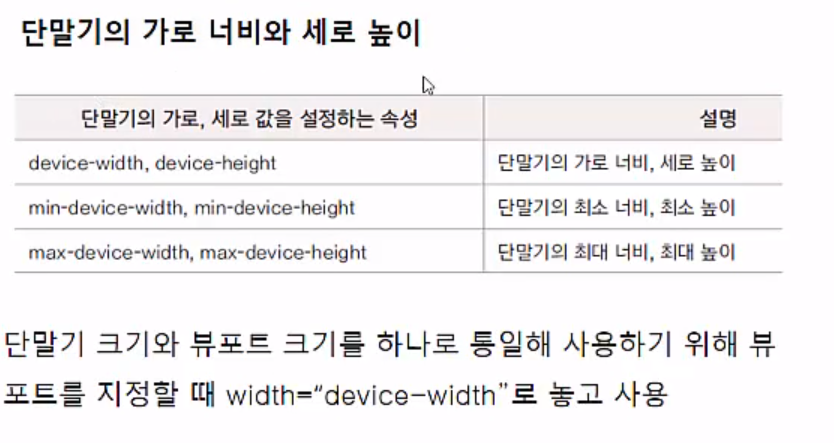 단말기의 가로 너비와 세로 높이
단말기의 가로, 세로 값을 설정하는 속성 설명
device-width, device-height 단말기의 가로 너비, 세로 높이
min-device-width, min-device-height 단말기의 최소 너비, 최소 높이
max-device-width, max-device-height 단말기의 최대 너비, 최대 높이
단말기 크기와 뷰포트 크기를 하나로 통일해 사용하기 위해 뷰
포트를 지정할 때 width=“device-width”로 놓고 사용